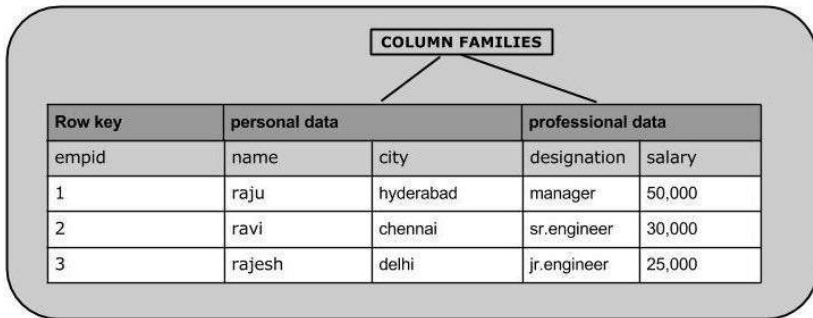 COLUMN FAMILIES
Row key personal data professional data
empid name city designation salary
1 raju hyderabad manager 50,000
2 ravi chennai sr.engineer 30,000
3 rajesh delhi jr.engineer 25,000